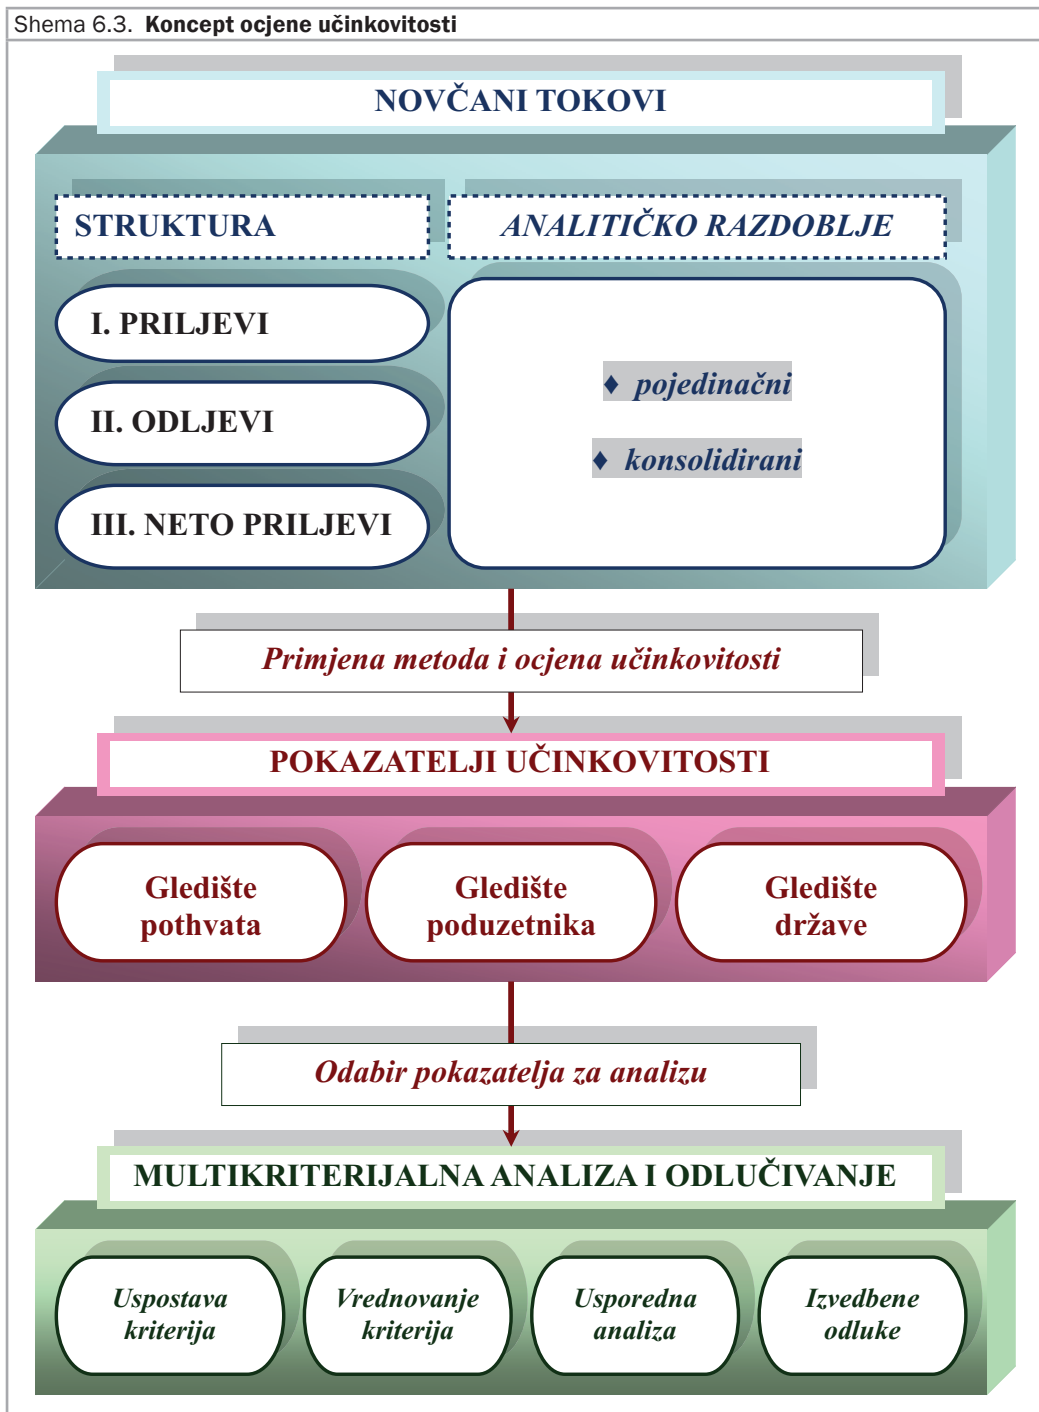 Shema 6.3. Koncept ocjene učinkovitosti
NOVČANI TOKOVI
STRUKTURA
ANALITIČKO RAZDOBLJE
I. PRILJEVI
II. ODLJEVI
III. NETO PRILJEVI
♦ pojedinačni
♦ konsolidirani
Primjena metoda i ocjena učinkovitosti
POKAZATELJI UČINKOVITOSTI
Gledište
pothvata
Gledište
poduzetnika
Gledište
države
Odabir pokazatelja za analizu
MULTIKRITERIJALNA ANALIZA I ODLUČIVANJE
Uspostava
kriterija
Vrednovanje
kriterija
Usporedna
analiza
Izvedbene
odluke